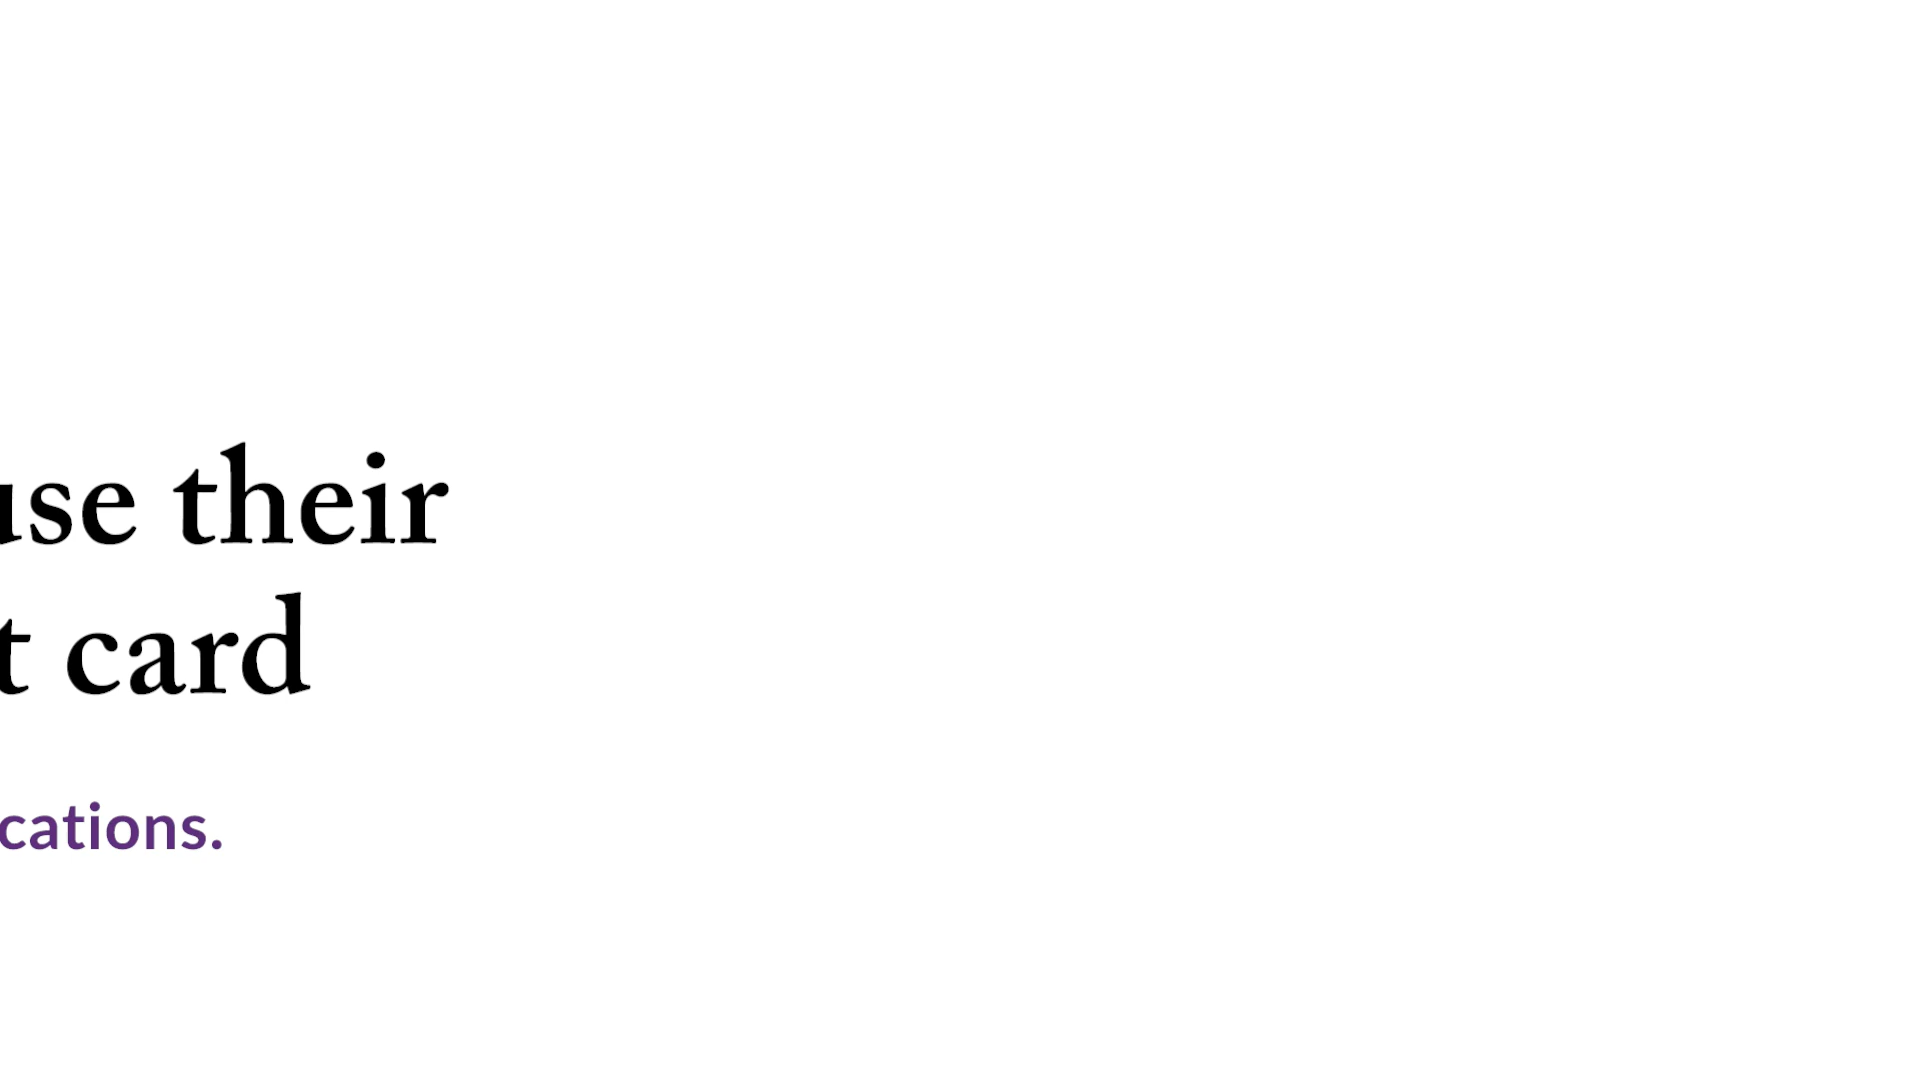 use their
t card
cations.